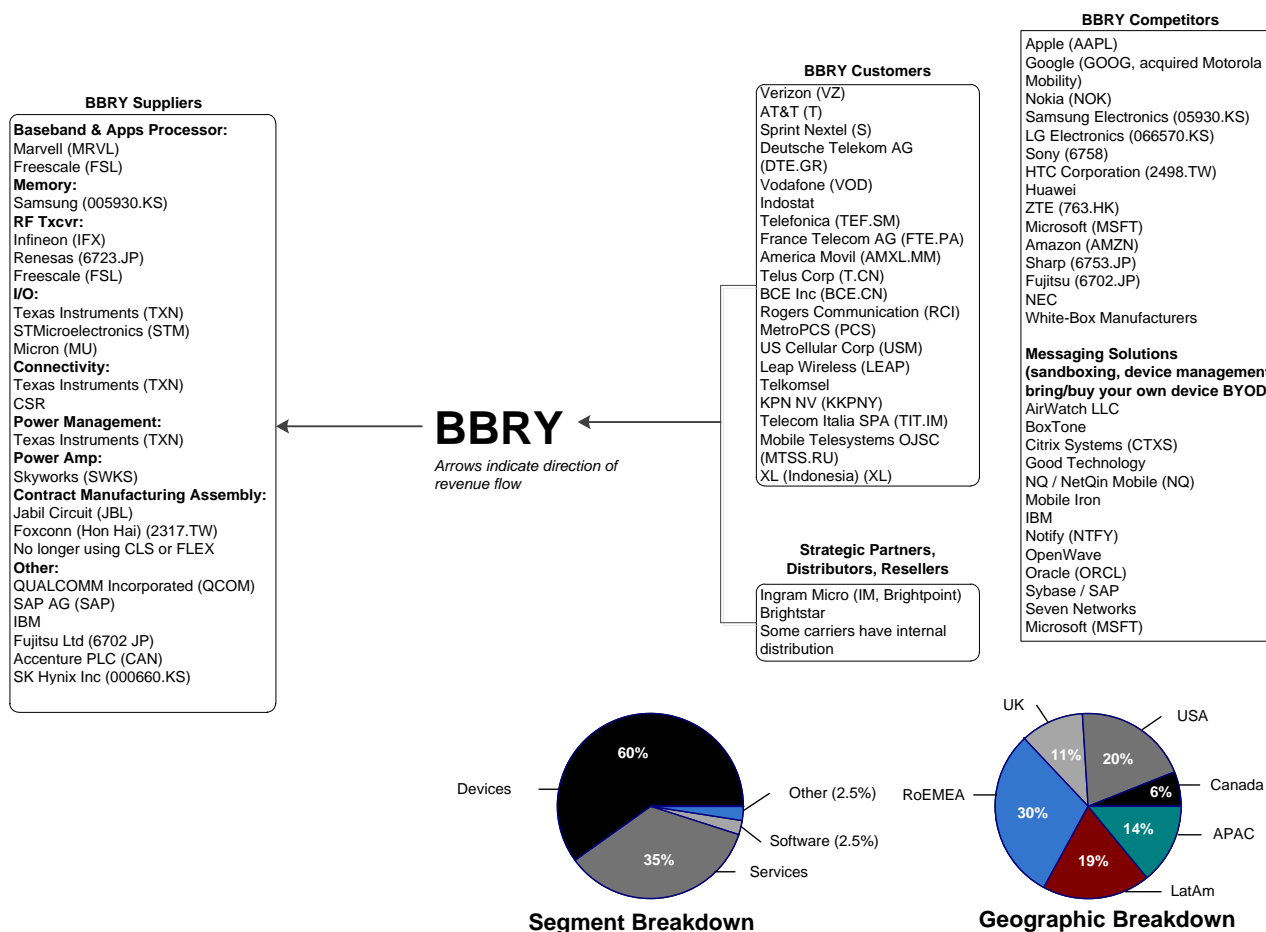 BBRY Suppliers
Baseband & Apps Processor:
Marvell (MRVL)
Freescale (FSL)
Memory:
Samsung (005930.KS)
RF Txcvr:
Infineon (IFX)
Renesas (6723.JP)
Freescale (FSL)
I/O:
Texas Instruments (TXN)
STMicroelectronics (STM)
Micron (MU)
Connectivity:
Texas Instruments (TXN)
CSR
Power Management:
Texas Instruments (TXN)
Power Amp:
Skyworks (SWKS)
Contract Manufacturing Assembly:
Jabil Circuit (JBL)
Foxconn (Hon Hai) (2317.TW)
No longer using CLS or FLEX
Other:
QUALCOMM Incorporated (QCOM)
SAP AG (SAP)
IBM
Fujitsu Ltd (6702 JP)
Accenture PLC (CAN)
SK Hynix Inc (000660.KS)
BBRY
Arrows indicate direction of
revenue flow
BBRY Customers
Verizon (VZ)
AT&T (T)
Sprint Nextel (S)
Deutsche Telekom AG
(DTE.GR)
Vodafone (VOD)
Indostat
Telefonica (TEF.SM)
France Telecom AG (FTE.PA)
America Movil (AMXL.MM)
Telus Corp (T.CN)
BCE Inc (BCE.CN)
Rogers Communication (RCI)
MetroPCS (PCS)
US Cellular Corp (USM)
Leap Wireless (LEAP)
Telkomsel
KPN NV (KKPNY)
Telecom Italia SPA (TIT.IM)
Mobile Telesystems OJSC
(MTSS.RU)
XL (Indonesia) (XL)
Strategic Partners,
Distributors, Resellers
Ingram Micro (IM, Brightpoint)
Brightstar
Some carriers have internal
distribution
BBRY Competitors
Apple (AAPL)
Google (GOOG, acquired Motorola
Mobility)
Nokia (NOK)
Samsung Electronics (05930.KS)
LG Electronics (066570.KS)
Sony (6758)
HTC Corporation (2498.TW)
Huawei
ZTE (763.HK)
Microsoft (MSFT)
Amazon (AMZN)
Sharp (6753.JP)
Fujitsu (6702.JP)
NEC
White-Box Manufacturers
Messaging Solutions
(sandboxing, device management
bring/buy your own device BYOD
AirWatch LLC
BoxTone
Citrix Systems (CTXS)
Good Technology
NQ / NetQin Mobile (NQ)
Mobile Iron
IBM
Notify (NTFY)
OpenWave
Oracle (ORCL)
Sybase / SAP
Seven Networks
Microsoft (MSFT)
60%
Devices
Other (2.5%)
Software (2.5%)
35%
Services
Segment Breakdown
UK
USA
11%
20%
RoEMEA
6%
Canada
30%
14%
APAC
19%
LatAm
Geographic Breakdown